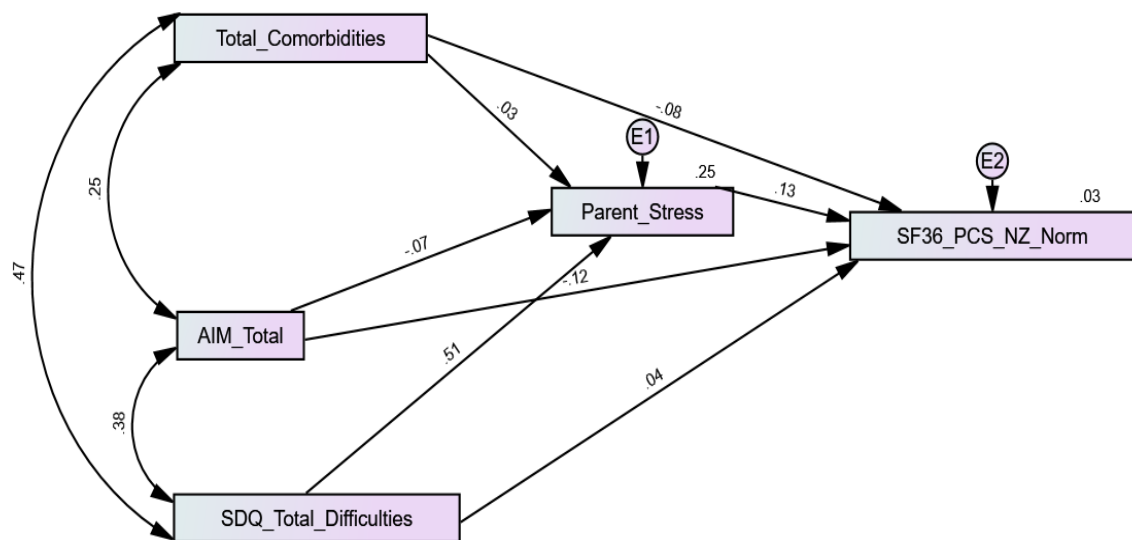 Total_Comorbidities
.03
-.08
E1
.47
.25
.25
.13
E2
.03
Parent_Stress
SF36_PCS_NZ_Norm
-.07
-.12
AIM_Total
.51
.04
.38
SDQ_Total_Difficulties